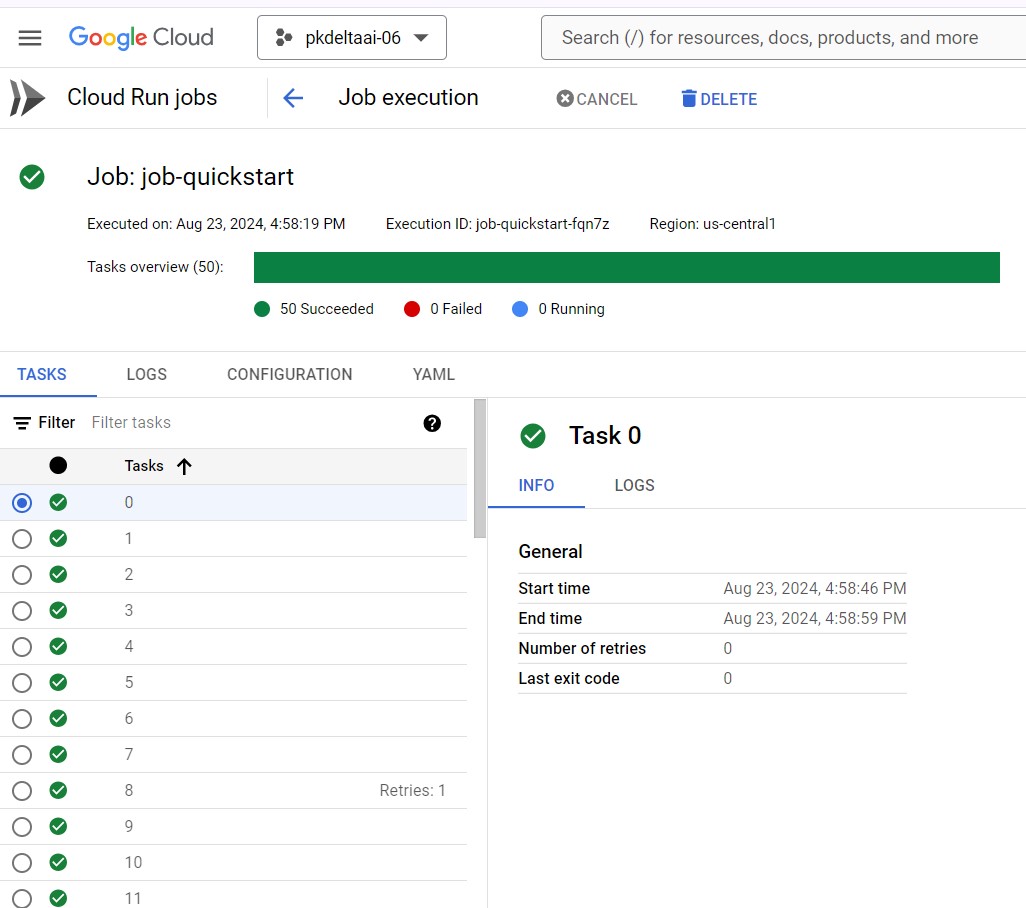 Google Cloud
pkdeltaai-06
Search (/) for resources, docs, products, and more
Cloud Run jobs
Job execution
CANCEL
DELETE
Job: job-quickstart
Executed on: Aug 23, 2024, 4:58:19 PM
Execution ID: job-quickstart-fqn7z
Region: us-central1
Tasks overview (50):
50 Succeeded
0 Failed
0 Running
TASKS
LOGS
CONFIGURATION
YAML
Filter
Filter tasks
?
Tasks
0
1
2
3
4
5
6
7
8
Retries: 1
9
10
11
Task 0
INFO
LOGS
General
Start time
Aug 23, 2024, 4:58:46 PM
End time
Aug 23, 2024, 4:58:59 PM
Number of retries
0
Last exit code
0